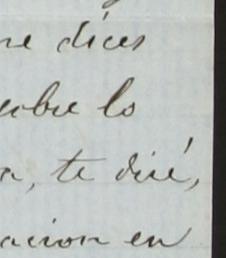 me dices
sobre lo
a, te diré,
acion en